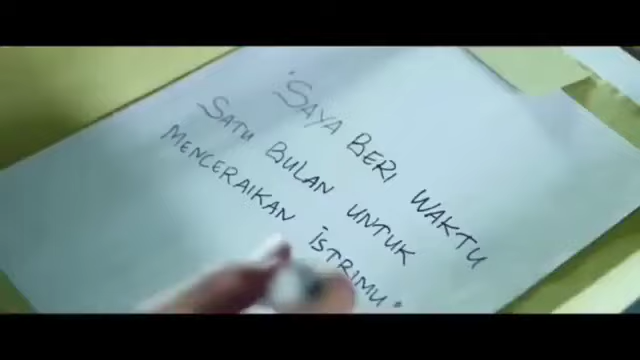 "SAYA BERI WAKTU
SATU BULAN UNTUK
MENCERAIKAN ISTRIMU.